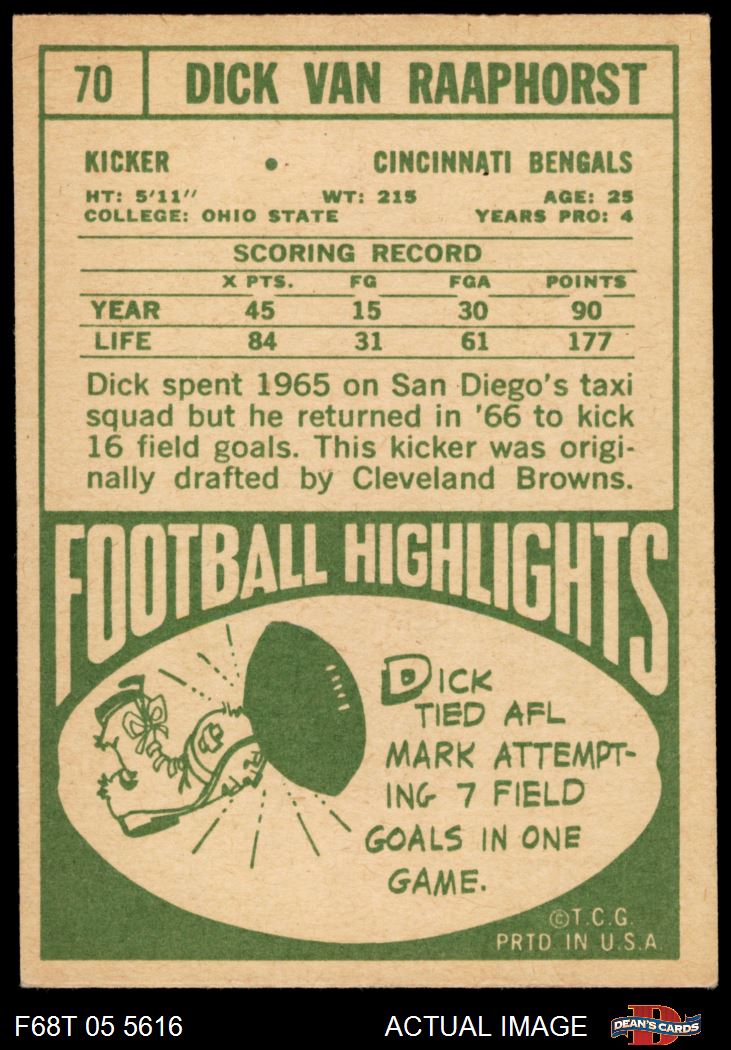 70 DICK VAN RAAPHORST
KICKER • CINCINNATI BENGALS
HT: 5'11" WT: 215 AGE: 25
COLLEGE: OHIO STATE YEARS PRO: 4
SCORING RECORD
X PTS. FG FGA POINTS
YEAR 45 15 30 90
LIFE 84 31 61 177
Dick spent 1965 on San Diego's taxi
squad but he returned in '66 to kick
16 field goals. This kicker was origi-
nally drafted by Cleveland Browns.
FOOTBALL HIGHLIGHTS
DICK
TIED AFL
MARK ATTEMPT-
ING 7 FIELD
GOALS IN ONE
GAME.
©T.C.G.
PRTD IN U.S.A.
F68T 05 5616 ACTUAL IMAGE D DEAN'S CARDS